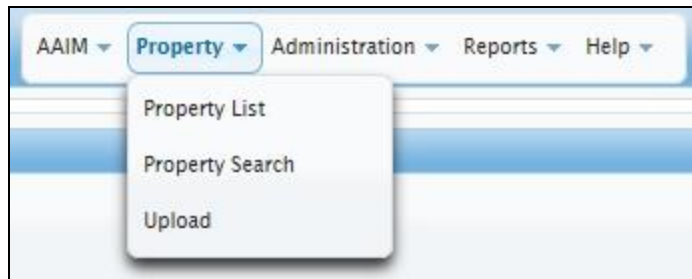 AAIM Property Administration Reports Help
Property List
Property Search
Upload